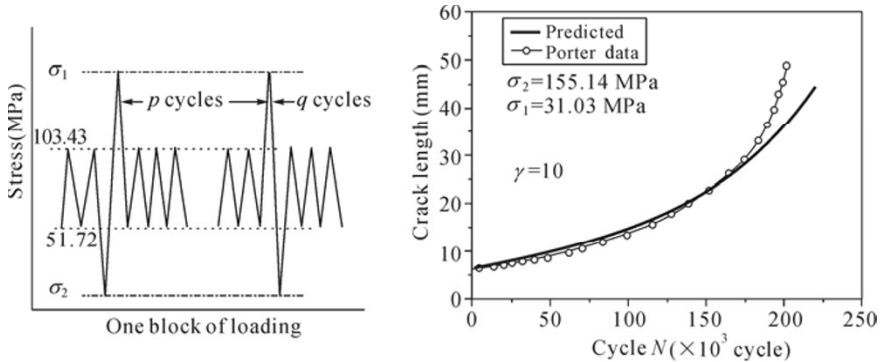 Stress(MPa)
σ1
p cycles
q cycles
103.43
51.72
σ2
One block of loading
Crack length (mm)
60
50
40
30
20
10
0
Predicted
Porter data
σ2=155.14 MPa
σ1=31.03 MPa
γ=10
0 50 100 150 200 250
Cycle N (×10³ cycle)